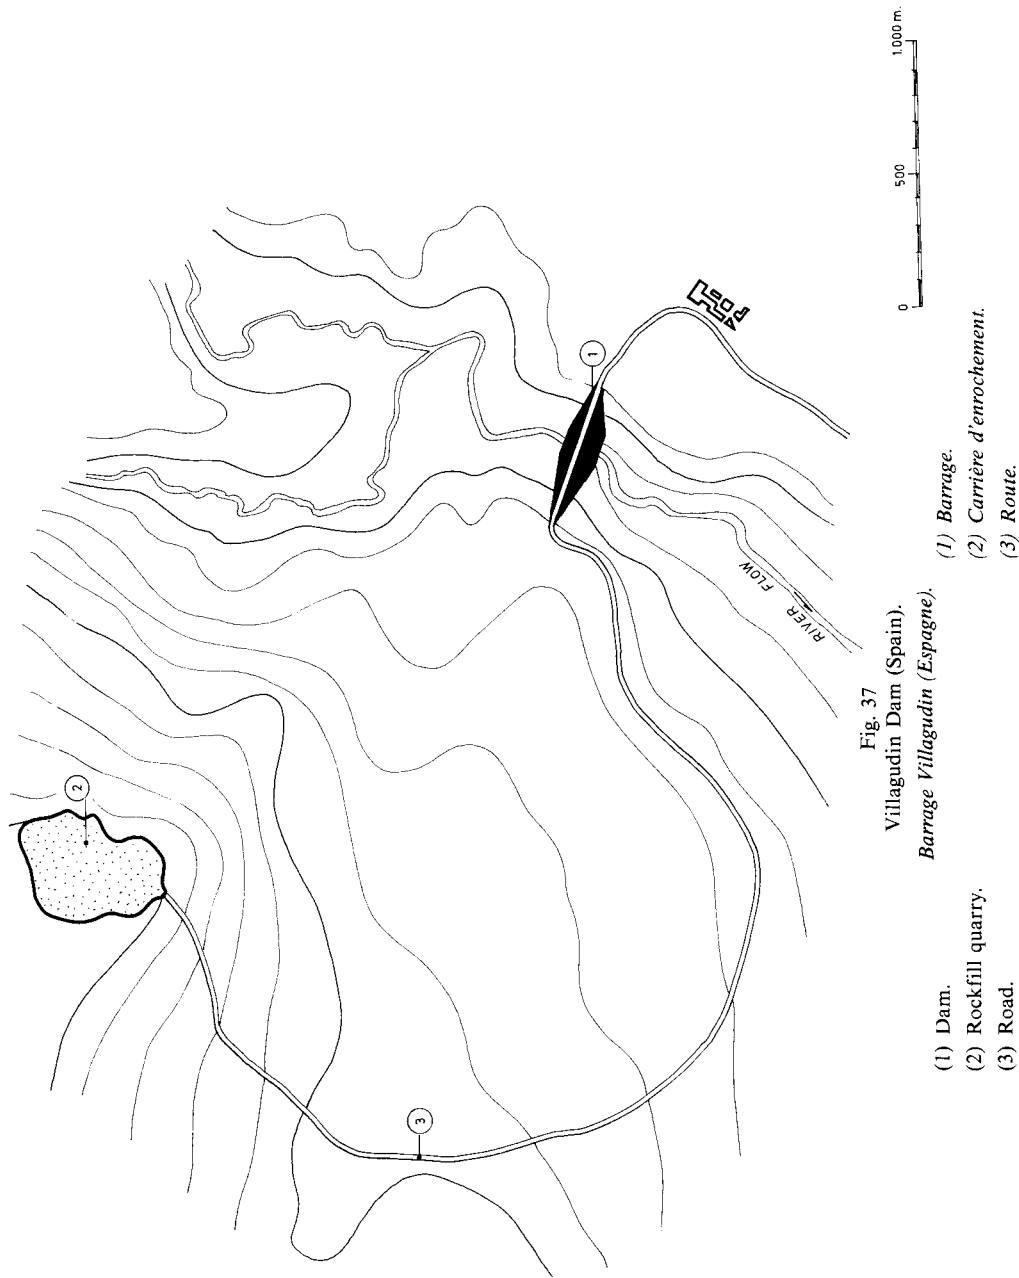 2
3
1
RIVER FLOW
0 500 1.000 m.
Fig. 37
Villagudin Dam (Spain).
Barrage Villagudin (Espagne).
(1) Dam.
(2) Rockfill quarry.
(3) Road.
(1) Barrage.
(2) Carrière d'enrochement.
(3) Route.